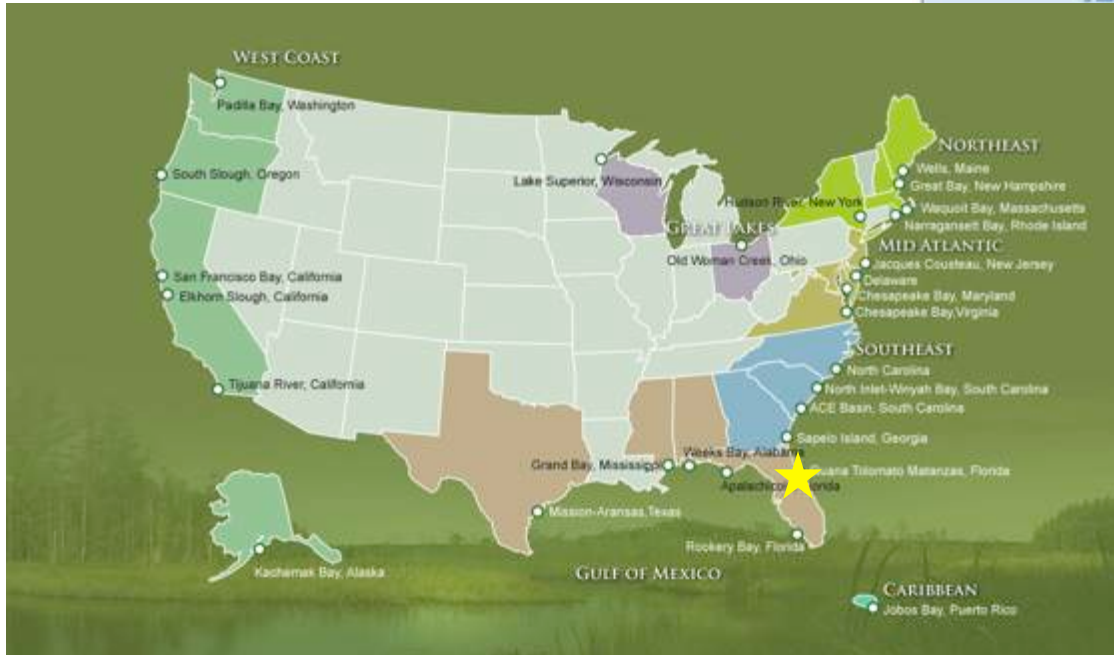 WEST COAST
Padilla Bay, Washington
South Slough, Oregon
San Francisco Bay, California
Elkhorn Slough, California
Tijuana River, California
Kachemak Bay, Alaska
Lake Superior, Wisconsin
GREAT LAKES
Old Woman Creek, Ohio
NORTHEAST
Wells, Maine
Great Bay, New Hampshire
Hudson River, New York
Waquoit Bay, Massachusetts
Narragansett Bay, Rhode Island
MID ATLANTIC
Jacques Cousteau, New Jersey
Delaware
Chesapeake Bay, Maryland
Chesapeake Bay,Virginia
SOUTHEAST
North Carolina
North Inlet-Winyah Bay, South Carolina
ACE Basin, South Carolina
Sapelo Island, Georgia
Guana Tolomato Matanzas, Florida
Weeks Bay, Alabama
Grand Bay, Mississippi
Mission-Aransas,Texas
Rookery Bay, Florida
GULF OF MEXICO
CARIBBEAN
Jobos Bay, Puerto Rico